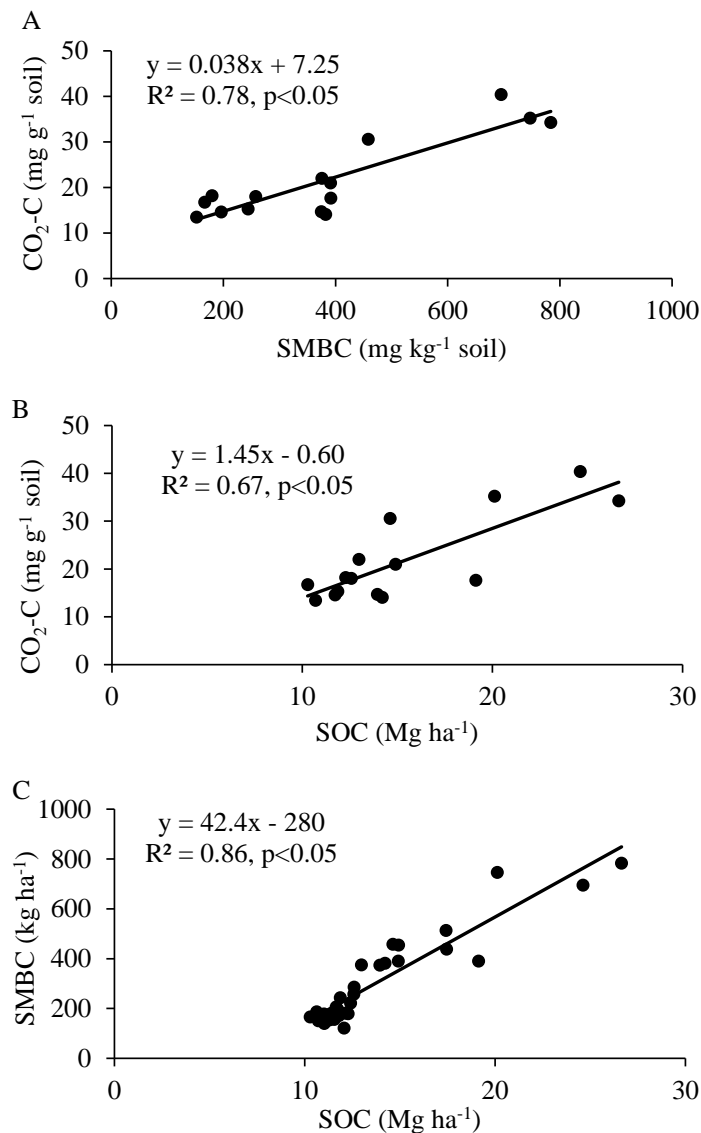 A
y = 0.038x + 7.25
R² = 0.78, p<0.05
50
40
30
20
10
0
CO₂-C (mg g⁻¹ soil)
0 200 400 600 800 1000
SMBC (mg kg⁻¹ soil)
B
y = 1.45x - 0.60
R² = 0.67, p<0.05
50
40
30
20
10
0
CO₂-C (mg g⁻¹ soil)
0 10 20 30
SOC (Mg ha⁻¹)
C
y = 42.4x - 280
R² = 0.86, p<0.05
1000
800
600
400
200
0
SMBC (kg ha⁻¹)
0 10 20 30
SOC (Mg ha⁻¹)